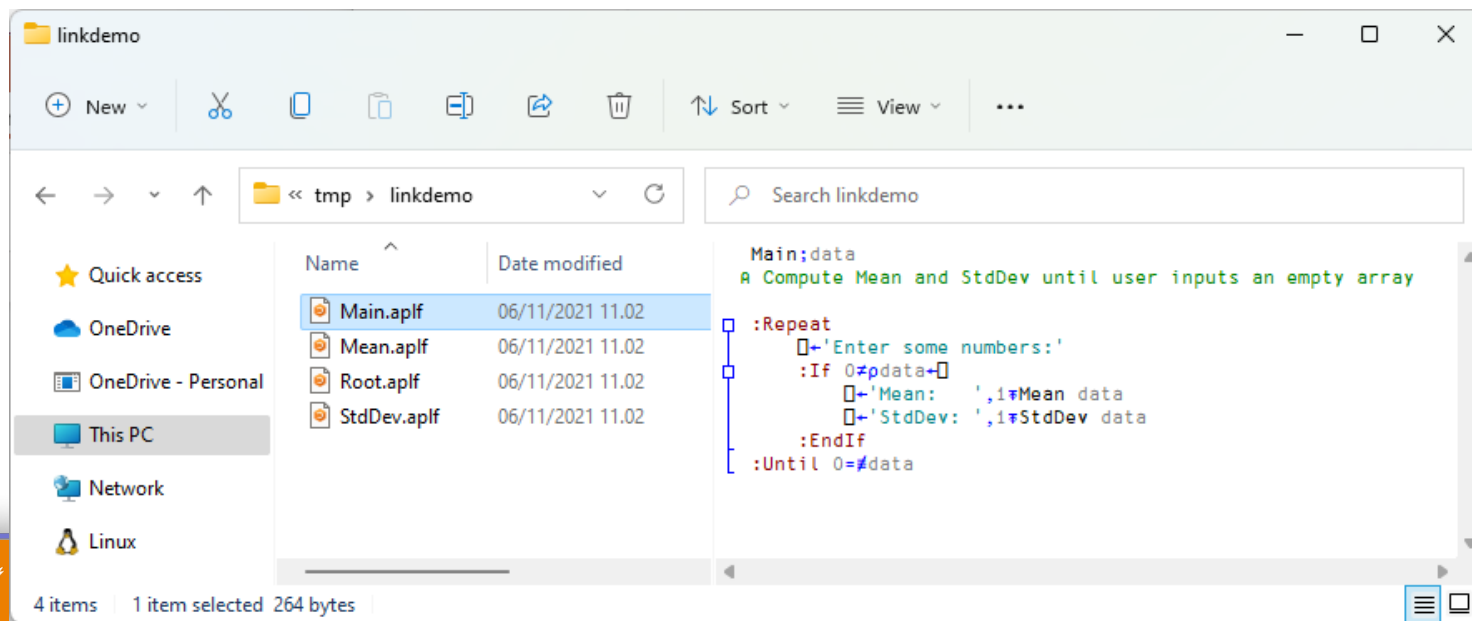 linkdemo
New Sort View
« tmp › linkdemo Search linkdemo
Quick access
OneDrive
OneDrive - Personal
This PC
Network
Linux
Name Date modified
Main.aplf 06/11/2021 11.02
Mean.aplf 06/11/2021 11.02
Root.aplf 06/11/2021 11.02
StdDev.aplf 06/11/2021 11.02
Main;data
⍝ Compute Mean and StdDev until user inputs an empty array
:Repeat
⎕←'Enter some numbers:'
:If 0≠⍴data←⎕
⎕←'Mean:   ',1⍕Mean data
⎕←'StdDev: ',1⍕StdDev data
:EndIf
:Until 0=≢data
4 items 1 item selected 264 bytes